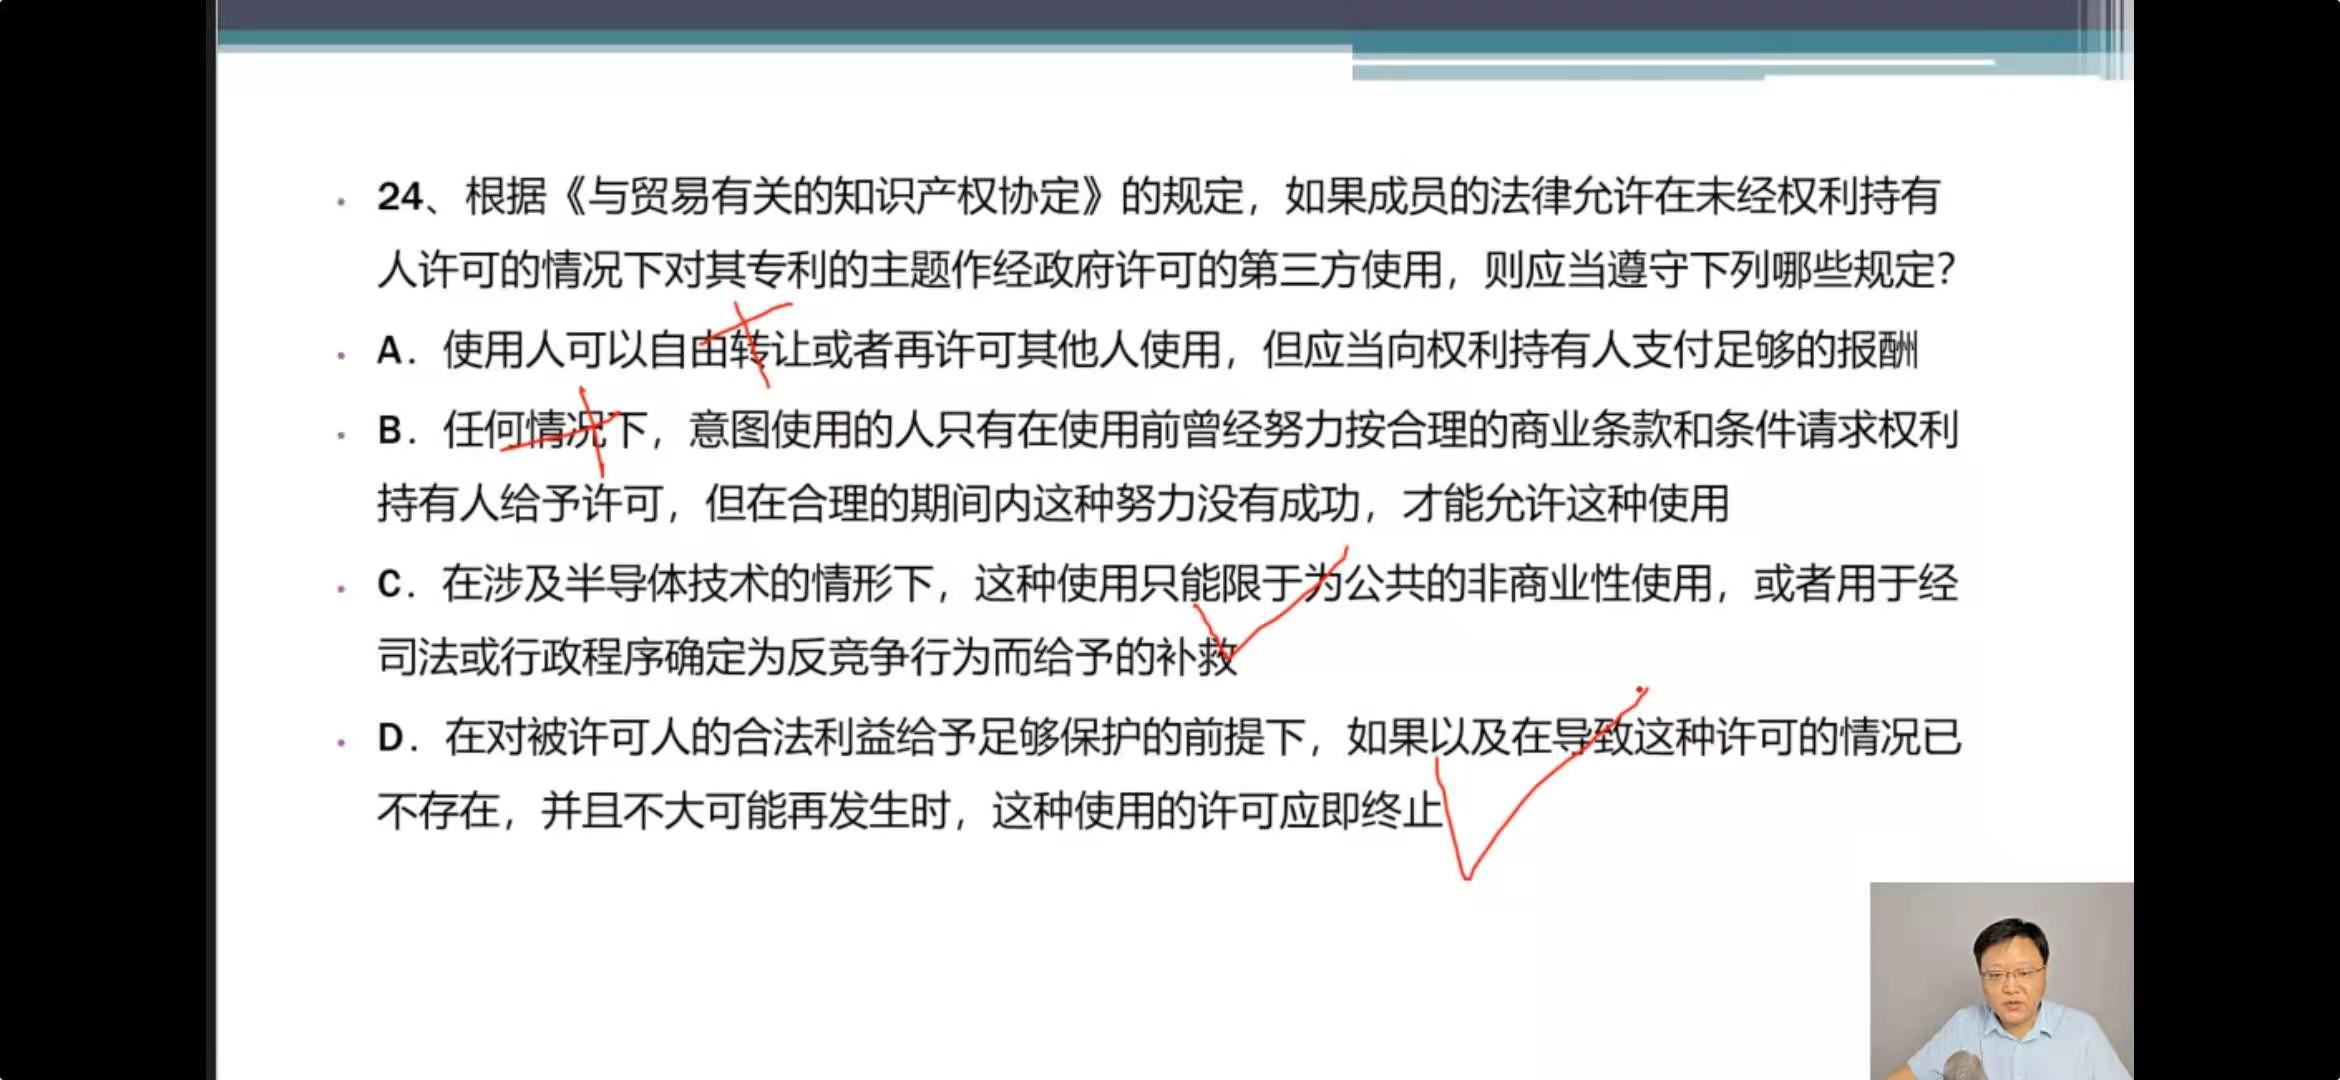 24、根据《与贸易有关的知识产权协定》的规定，如果成员的法律允许在未经权利持有
人许可的情况下对其专利的主题作经政府许可的第三方使用，则应当遵守下列哪些规定？
A．使用人可以自由转让或者再许可其他人使用，但应当向权利持有人支付足够的报酬
B．任何情况下，意图使用的人只有在使用前曾经努力按合理的商业条款和条件请求权利
持有人给予许可，但在合理的期间内这种努力没有成功，才能允许这种使用
C．在涉及半导体技术的情形下，这种使用只能限于为公共的非商业性使用，或者用于经
司法或行政程序确定为反竞争行为而给予的补救
D．在对被许可人的合法利益给予足够保护的前提下，如果以及在导致这种许可的情况已
不存在，并且不大可能再发生时，这种使用的许可应即终止